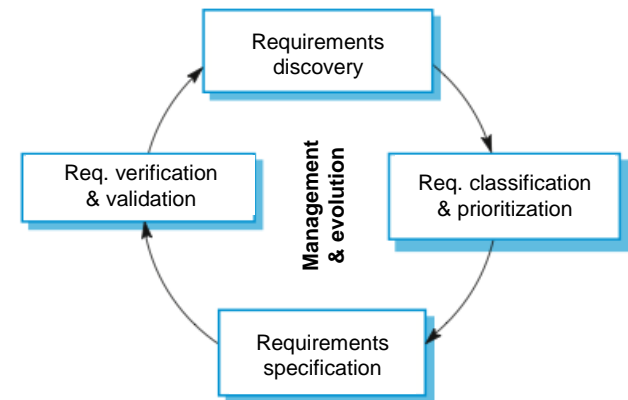 Requirements
discovery
Req. classification
& prioritization
Requirements
specification
Req. verification
& validation
Management
& evolution